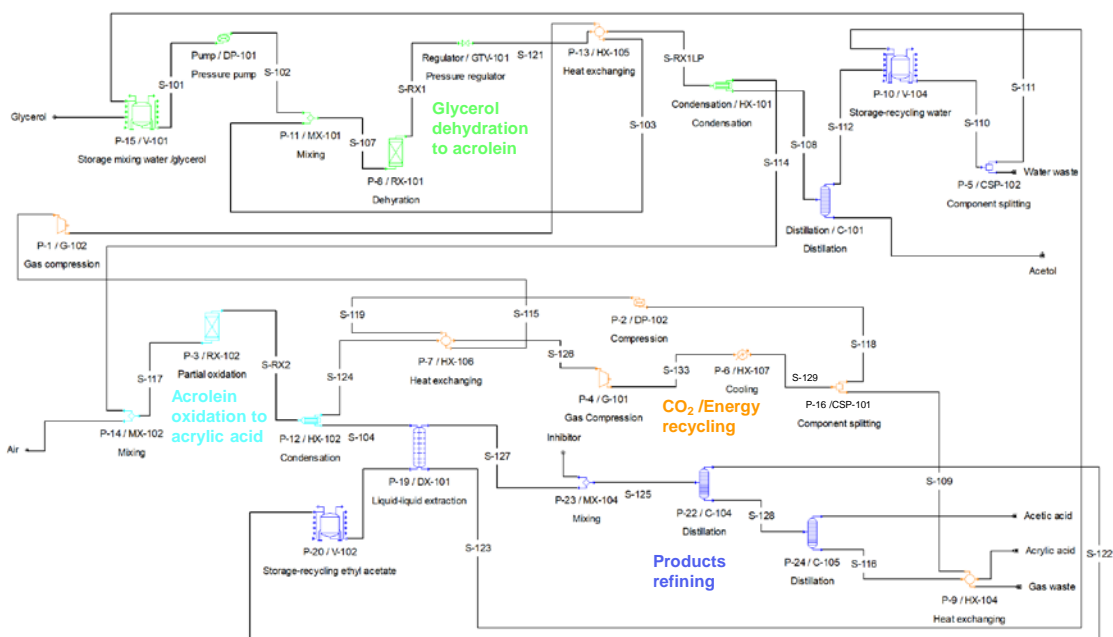 Pump / DP-101
Pressure pump
S-101
S-102
Glycerol
P-15 / V-101
Storage mixing water /glycerol
P-11 / MX-101
Mixing
S-107
P-8 / RX-101
Dehyration
S-RX1
Regulator / GTV-101
Pressure regulator
S-121
Glycerol
dehydration
to acrolein
P-13 / HX-105
Heat exchanging
S-RX1LP
S-103
Condensation / HX-101
Condensation
S-114
S-108
S-112
P-10 / V-104
Storage-recycling water
S-110
S-111
P-5 / CSP-102
Component splitting
Water waste
Distillation / C-101
Distillation
Acetol
P-1 / G-102
Gas compression
P-3 / RX-102
Partial oxidation
S-117
S-RX2
Acrolein
oxidation to
acrylic acid
Air
P-14 / MX-102
Mixing
S-119
S-115
S-124
P-7 / HX-106
Heat exchanging
S-126
P-2 / DP-102
Compression
S-118
P-4 / G-101
Gas Compression
S-133
P-6 / HX-107
Cooling
S-129
P-16 /CSP-101
Component splitting
CO2 /Energy
recycling
P-12 / HX-102
Condensation
S-104
P-19 / DX-101
Liquid-liquid extraction
S-127
Inhibitor
P-23 / MX-104
Mixing
S-125
P-22 / C-104
Distillation
S-128
P-24 / C-105
Distillation
S-116
S-109
Acetic acid
Acrylic acid
Gas waste
S-122
P-9 / HX-104
Heat exchanging
P-20 / V-102
Storage-recycling ethyl acetate
S-123
Products
refining